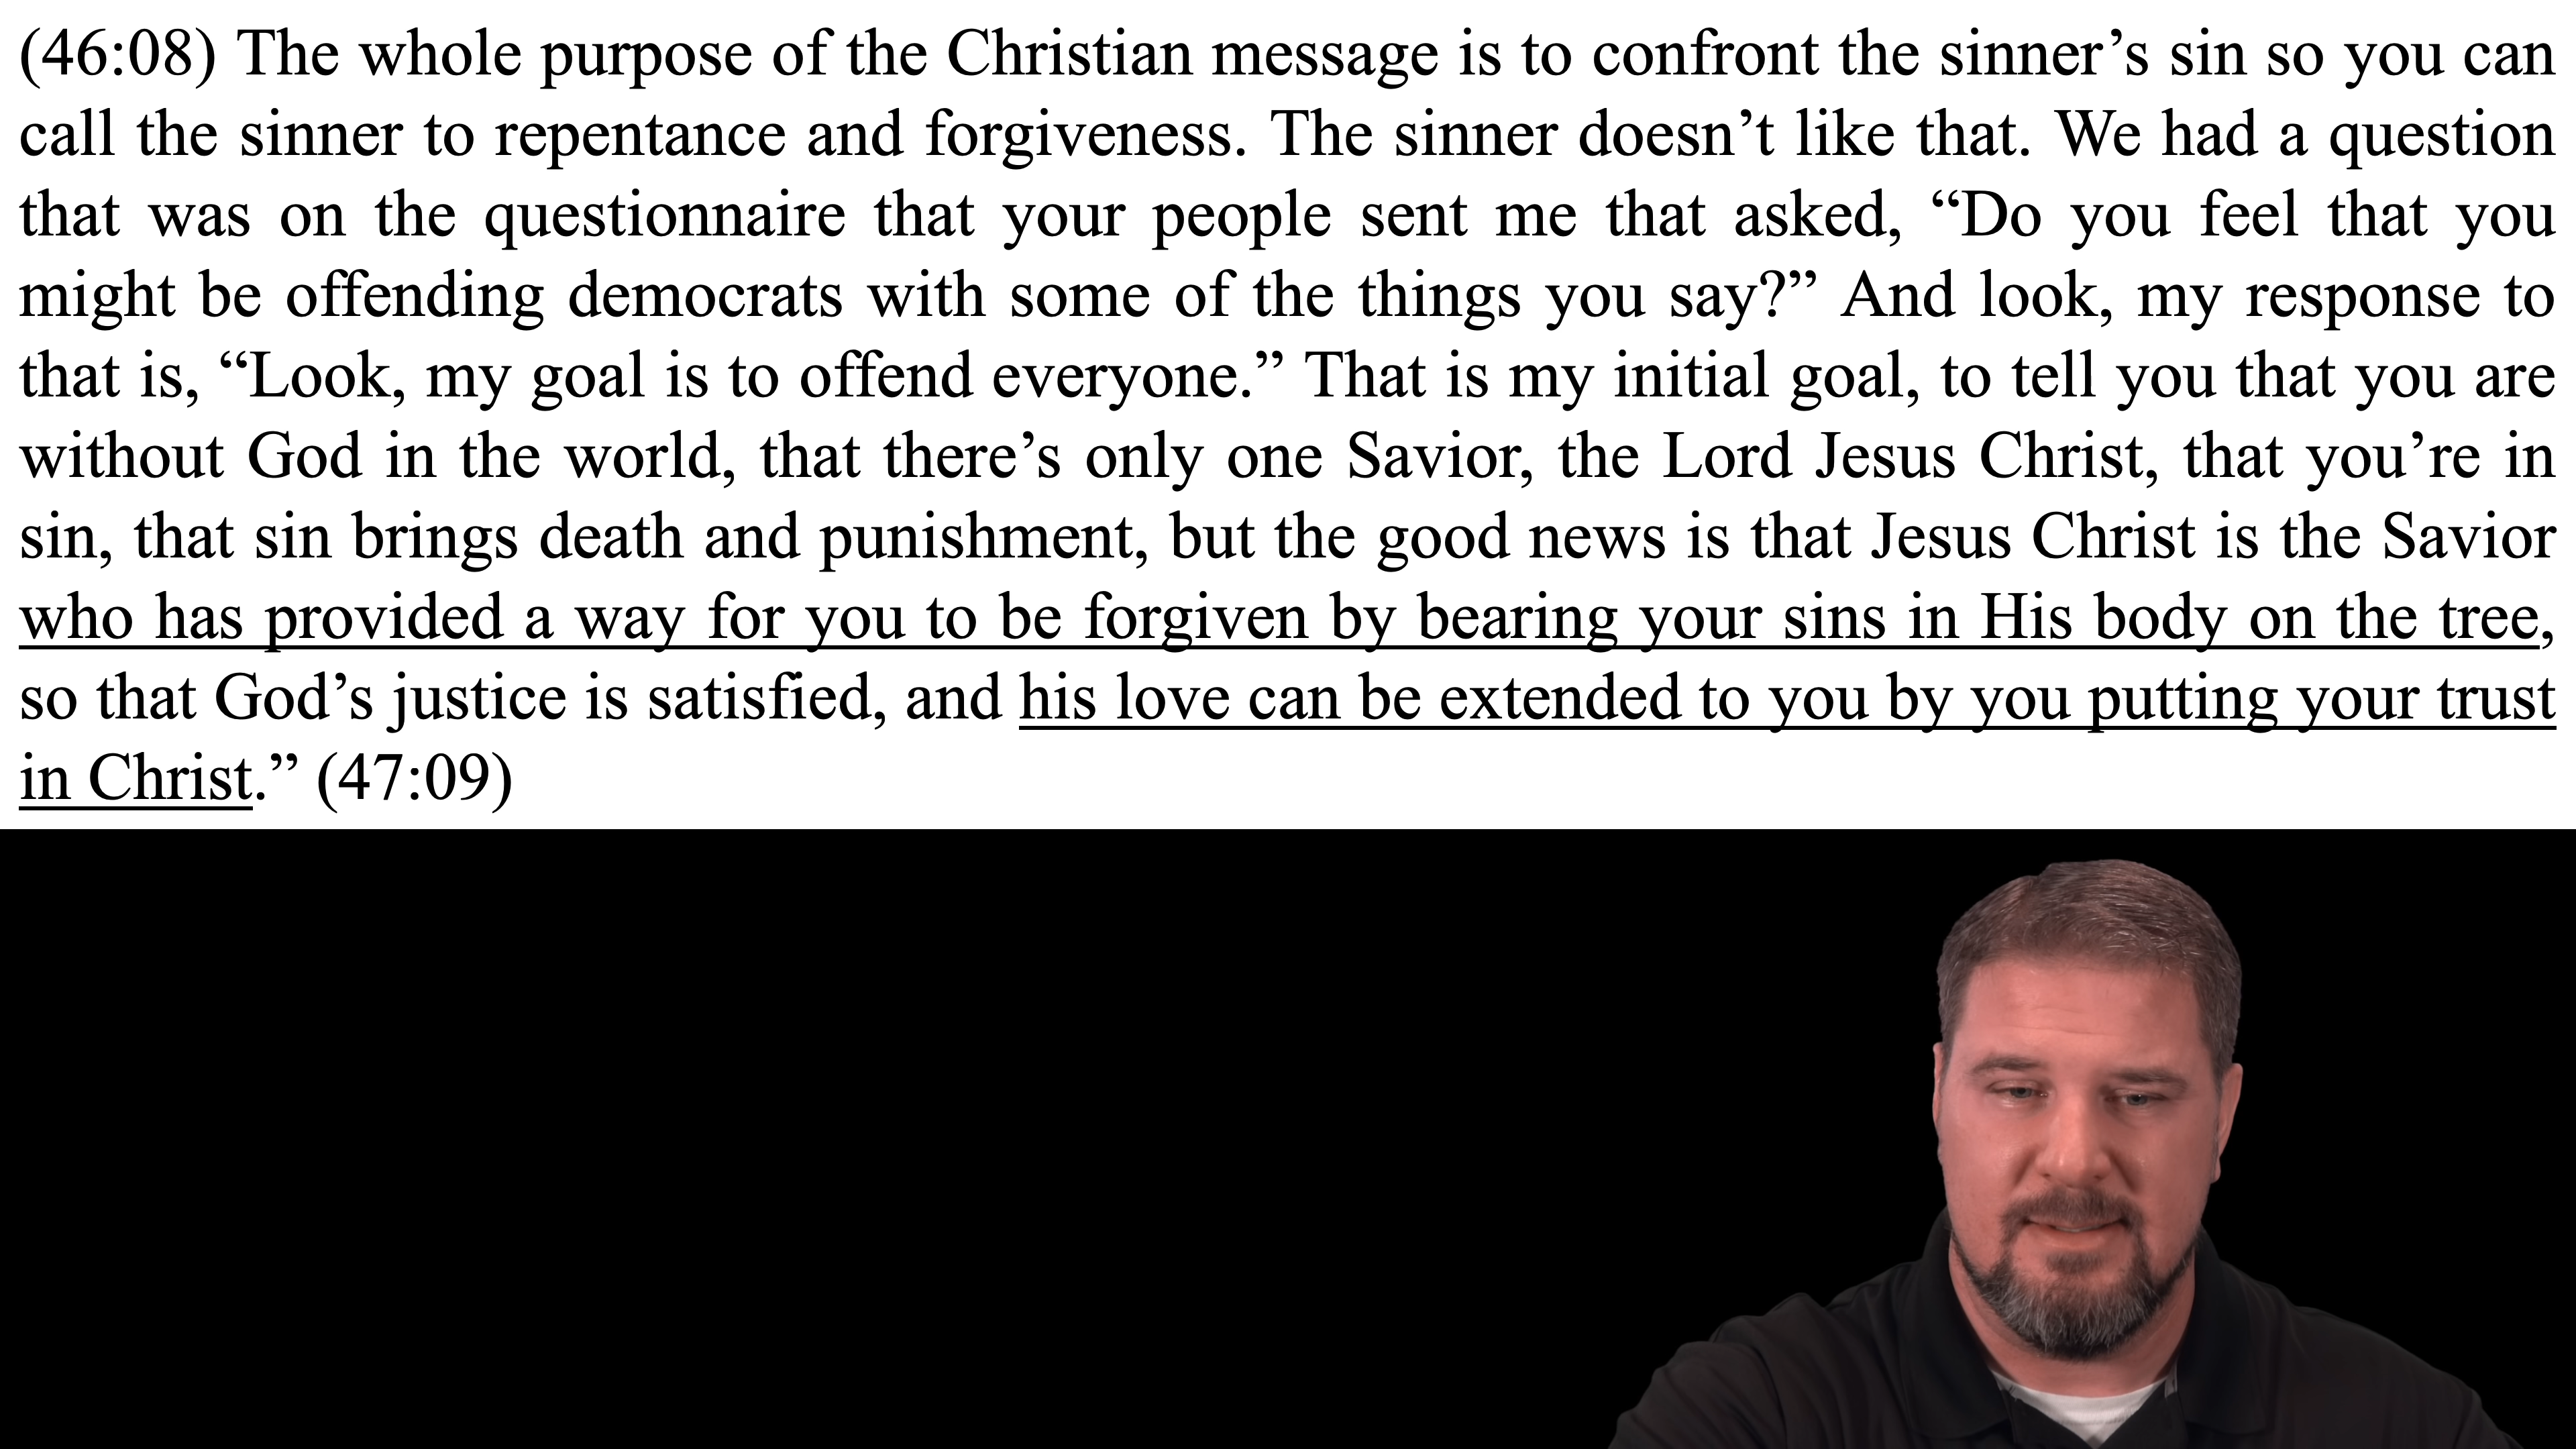 (46:08) The whole purpose of the Christian message is to confront the sinner’s sin so you can
call the sinner to repentance and forgiveness. The sinner doesn’t like that. We had a question
that was on the questionnaire that your people sent me that asked, “Do you feel that you
might be offending democrats with some of the things you say?” And look, my response to
that is, “Look, my goal is to offend everyone.” That is my initial goal, to tell you that you are
without God in the world, that there’s only one Savior, the Lord Jesus Christ, that you’re in
sin, that sin brings death and punishment, but the good news is that Jesus Christ is the Savior
who has provided a way for you to be forgiven by bearing your sins in His body on the tree,
so that God’s justice is satisfied, and his love can be extended to you by you putting your trust
in Christ.” (47:09)